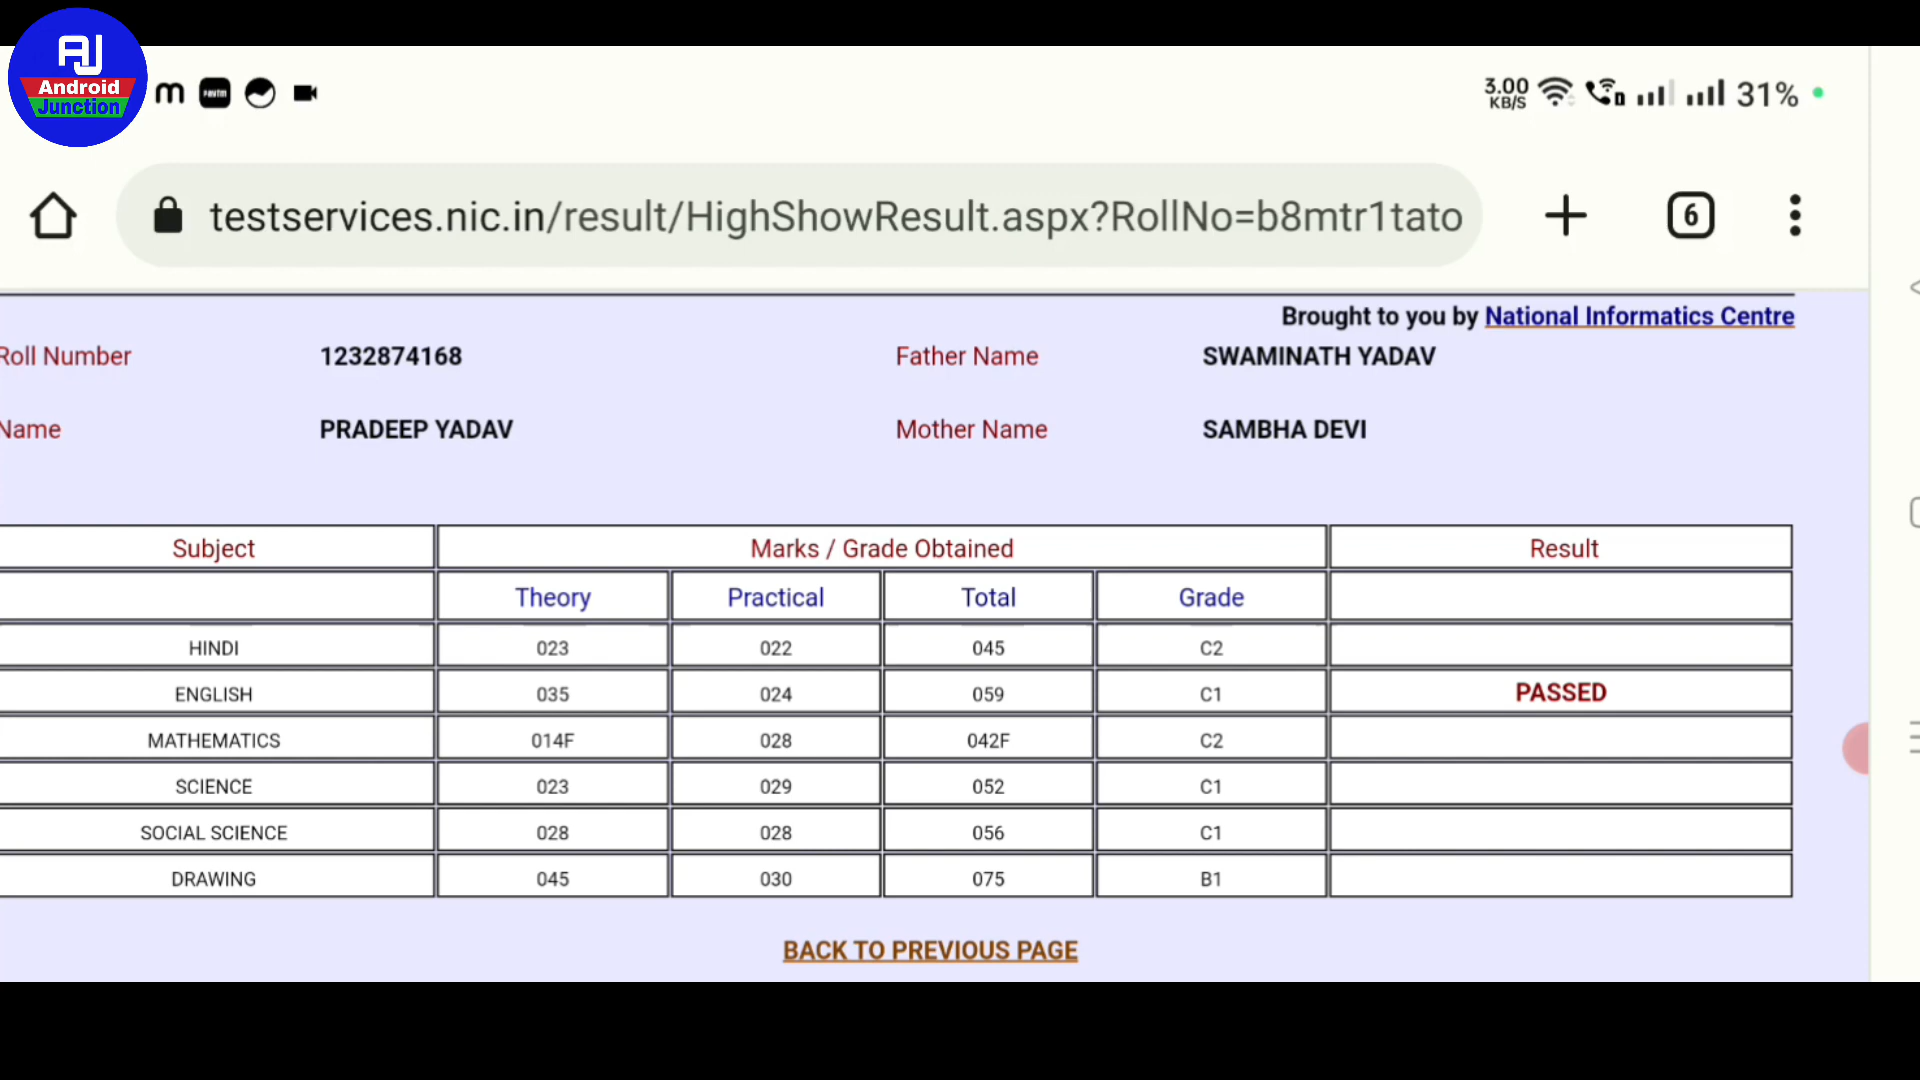 AJ
Android
Junction
m paytm
3.00
KB/S
31%
testservices.nic.in/result/HighShowResult.aspx?RollNo=b8mtr1tato
6
Brought to you by National Informatics Centre
Roll Number 1232874168 Father Name SWAMINATH YADAV
Name PRADEEP YADAV Mother Name SAMBHA DEVI
Subject Marks / Grade Obtained Result
Theory Practical Total Grade
HINDI 023 022 045 C2
ENGLISH 035 024 059 C1 PASSED
MATHEMATICS 014F 028 042F C2
SCIENCE 023 029 052 C1
SOCIAL SCIENCE 028 028 056 C1
DRAWING 045 030 075 B1
BACK TO PREVIOUS PAGE